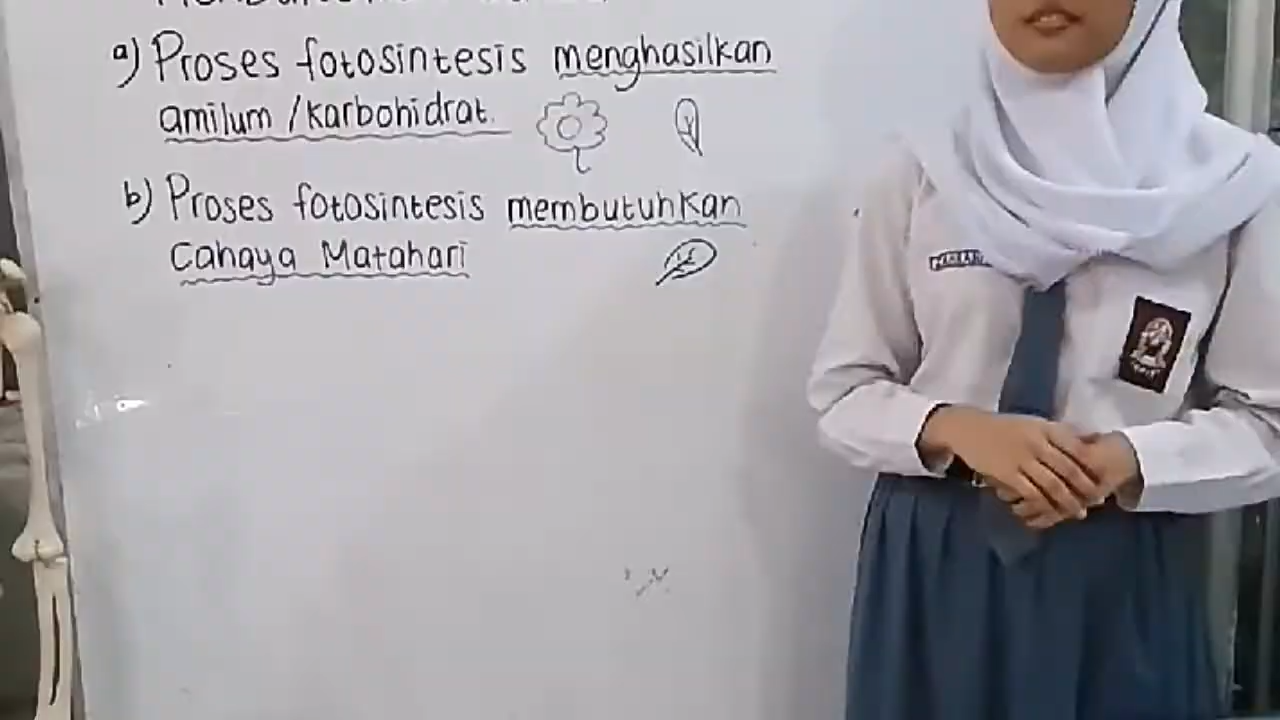 a) Proses fotosintesis menghasilkan
amilum / karbohidrat.
b) Proses fotosintesis membutuhkan
Cahaya Matahari